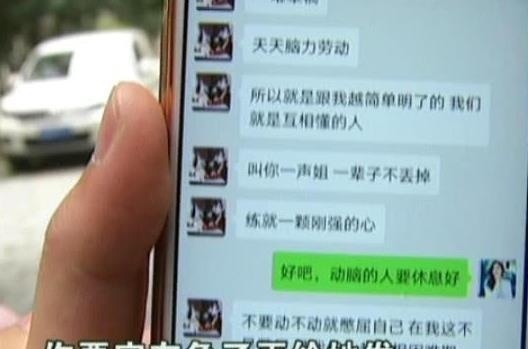 天天脑力劳动
所以就是跟我越简单明了的 我们
就是互相懂的人
叫你一声姐 一辈子不丢掉
练就一颗刚强的心
好吧，动脑的人要休息好
不要动不动就憋屈自己 在我这不